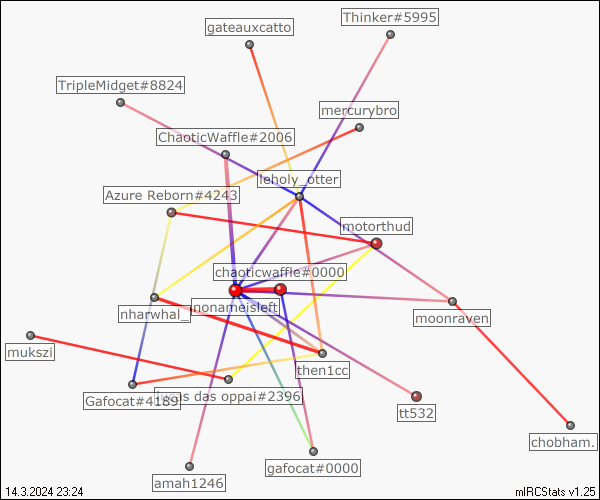 Thinker#5995
gateauxcatto
TripleMidget#8824
mercurybro
ChaoticWaffle#2006
leholy_otter
Azure Reborn#4243
motorthud
chaoticwaffle#0000
nonameisleft
nharwhal_
moonraven
mukszi
then1cc
Gafocat#4189
das oppai#2396
tt532
chobham.
gafocat#0000
amah1246
14.3.2024 23:24
mIRCStats v1.25